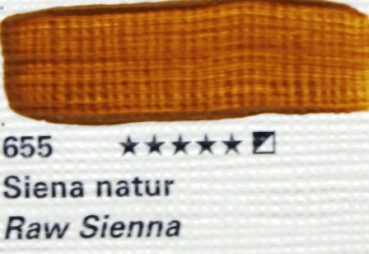 655 ★★★★★ ◩
Siena natur
Raw Sienna